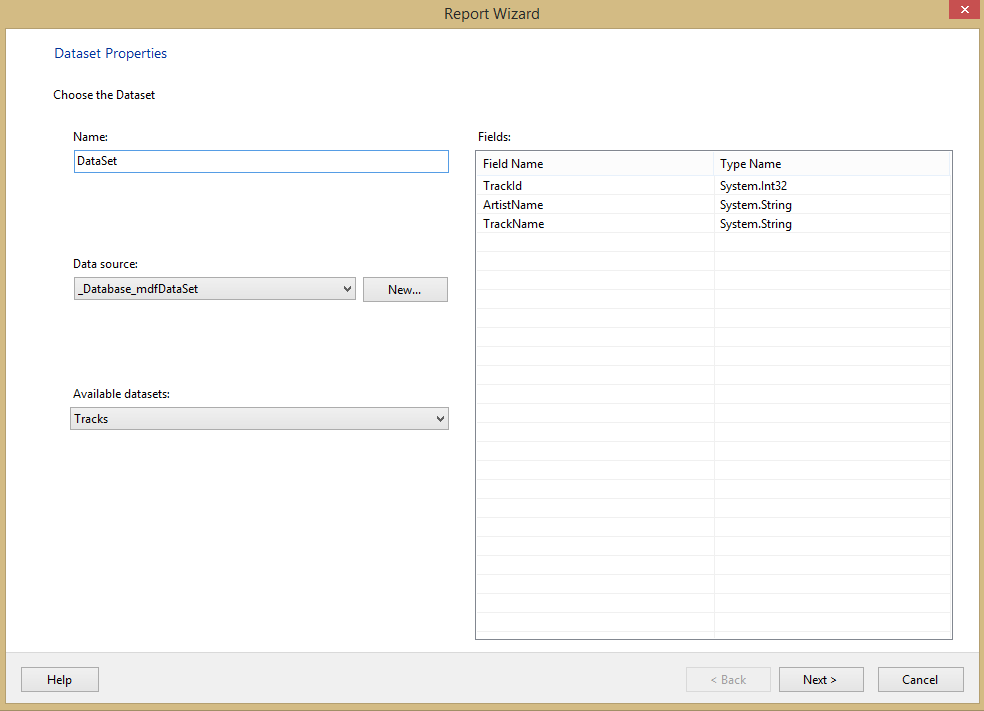 Report Wizard
Dataset Properties
Choose the Dataset
Name:
DataSet
Data source:
_Database_mdfDataSet
New...
Available datasets:
Tracks
Fields:
Field Name Type Name
TrackId System.Int32
ArtistName System.String
TrackName System.String
Help
< Back
Next >
Cancel